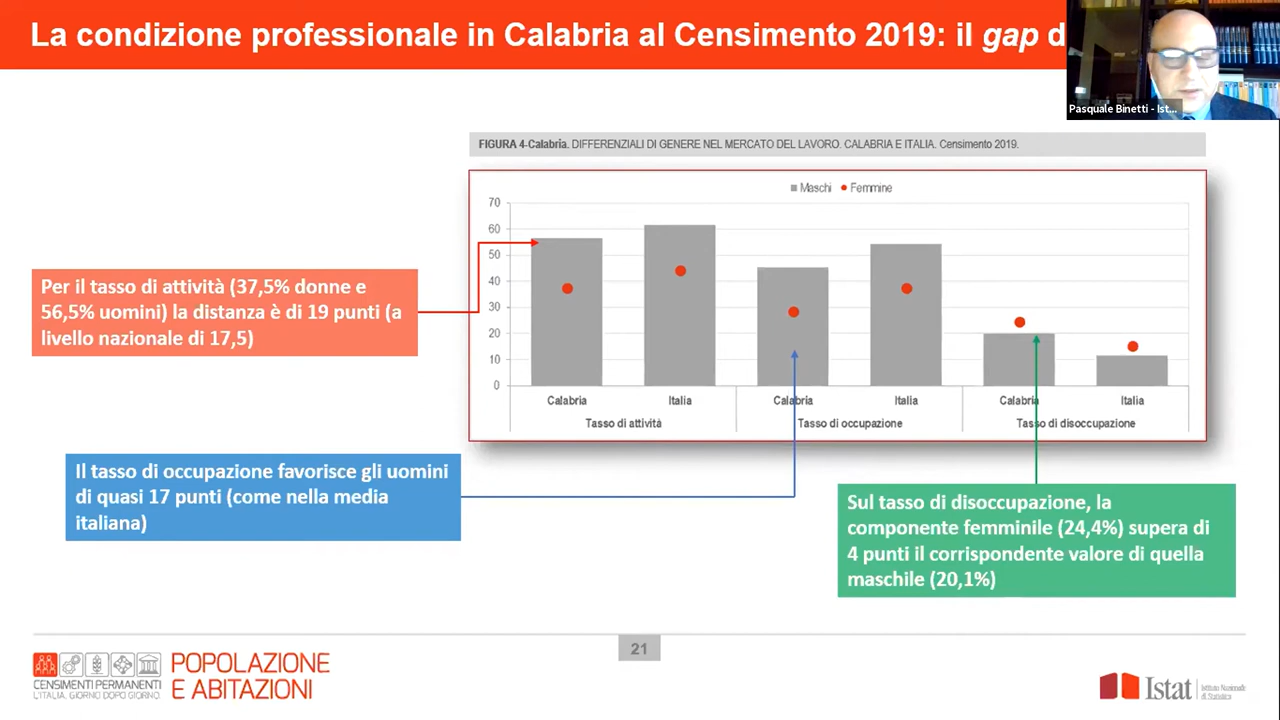 La condizione professionale in Calabria al Censimento 2019: il gap d
Pasquale Binetti - Ist...
FIGURA 4-Calabria. DIFFERENZIALI DI GENERE NEL MERCATO DEL LAVORO. CALABRIA E ITALIA. Censimento 2019.
Maschi Femmine
70
60
50
40
30
20
10
0
Calabria Italia Calabria Italia Calabria Italia
Tasso di attività Tasso di occupazione Tasso di disoccupazione
Per il tasso di attività (37,5% donne e
56,5% uomini) la distanza è di 19 punti (a
livello nazionale di 17,5)
Il tasso di occupazione favorisce gli uomini
di quasi 17 punti (come nella media
italiana)
Sul tasso di disoccupazione, la
componente femminile (24,4%) supera di
4 punti il corrispondente valore di quella
maschile (20,1%)
21
CENSIMENTI PERMANENTI
L'ITALIA. GIORNO DOPO GIORNO.
POPOLAZIONE
E ABITAZIONI
Istat
Istituto Nazionale
di Statistica